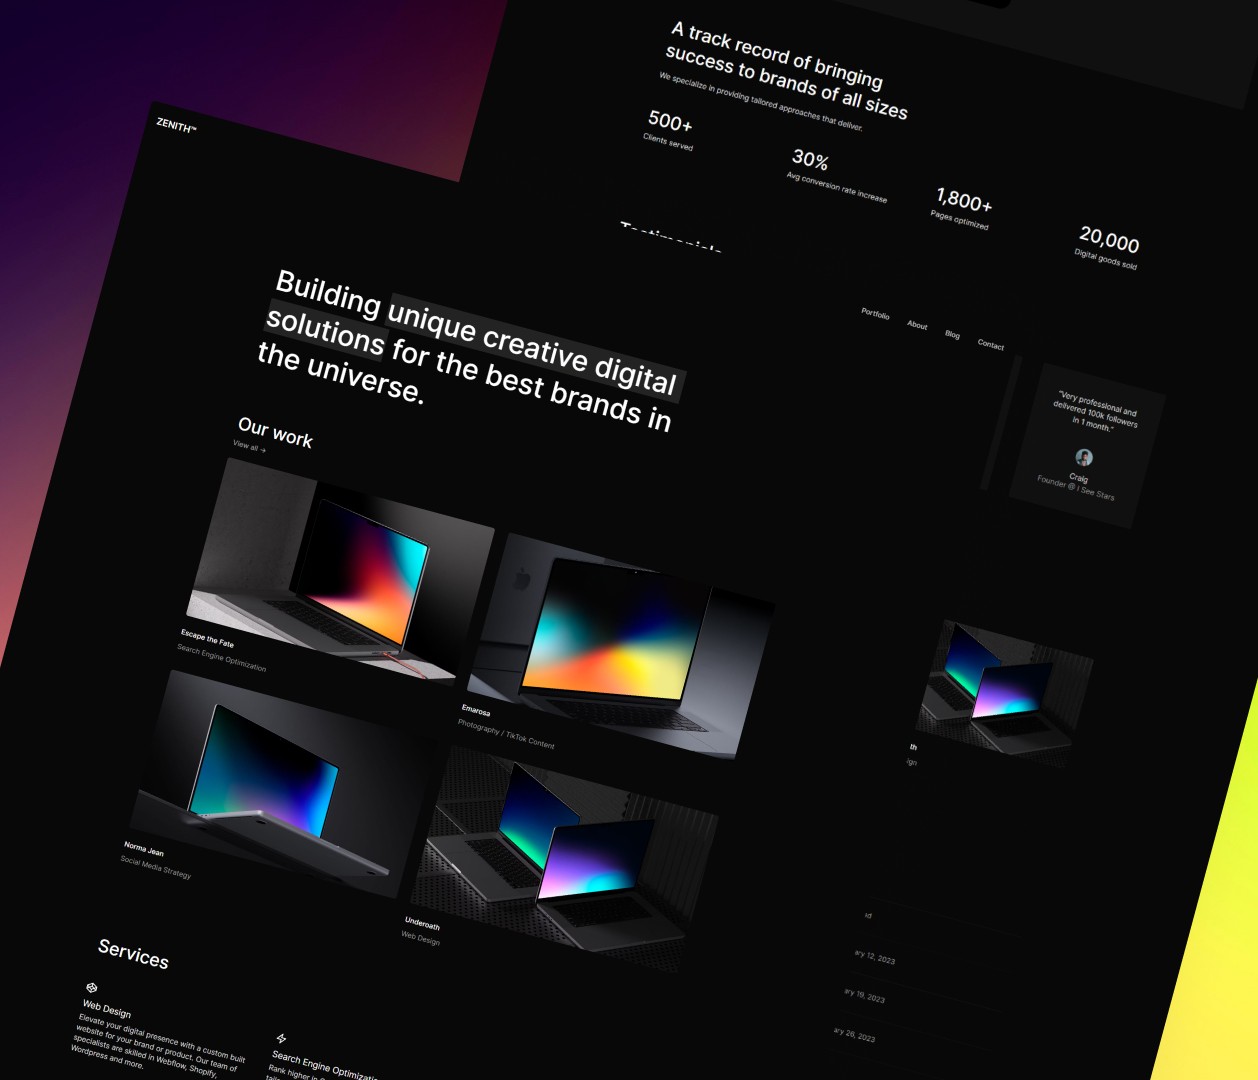 A track record of bringing
success to brands of all sizes
We specialize in providing tailored approaches that deliver.
500+
Clients served
30%
Avg conversion rate increase
1,800+
Pages optimized
20,000
Digital goods sold
ZENITH™
Portfolio
About
Blog
Contact
Building unique creative digital
solutions for the best brands in
the universe.
"Very professional and
delivered 100k followers
in 1 month."
Craig
Founder @ I See Stars
Our work
View all →
Escape the Fate
Search Engine Optimization
Emarosa
Photography / TikTok Content
Norma Jean
Social Media Strategy
Underoath
Web Design
th
ign
ary 12, 2023
ary 19, 2023
ary 26, 2023
Services
Web Design
Elevate your digital presence with a custom built
website for your brand or product. Our team of
specialists are skilled in Webflow, Shopify,
Wordpress and more.
Search Engine Optimizatio
Rank higher in